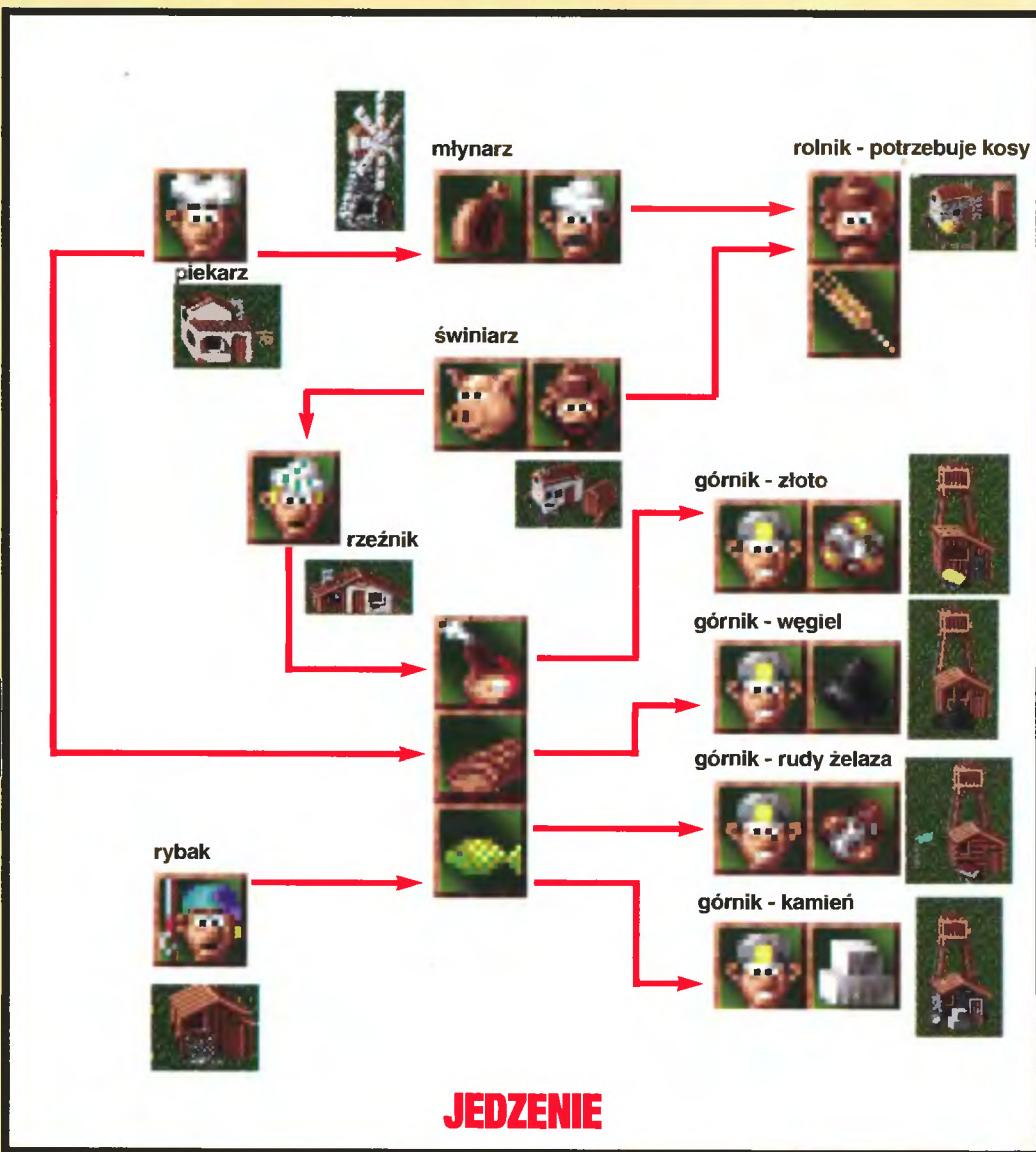 młynarz
rolnik - potrzebuje kosy
piekarz
świniarz
rzeźnik
górnik - złoto
górnik - węgiel
górnik - rudy żelaza
rybak
górnik - kamień
JEDZENIE